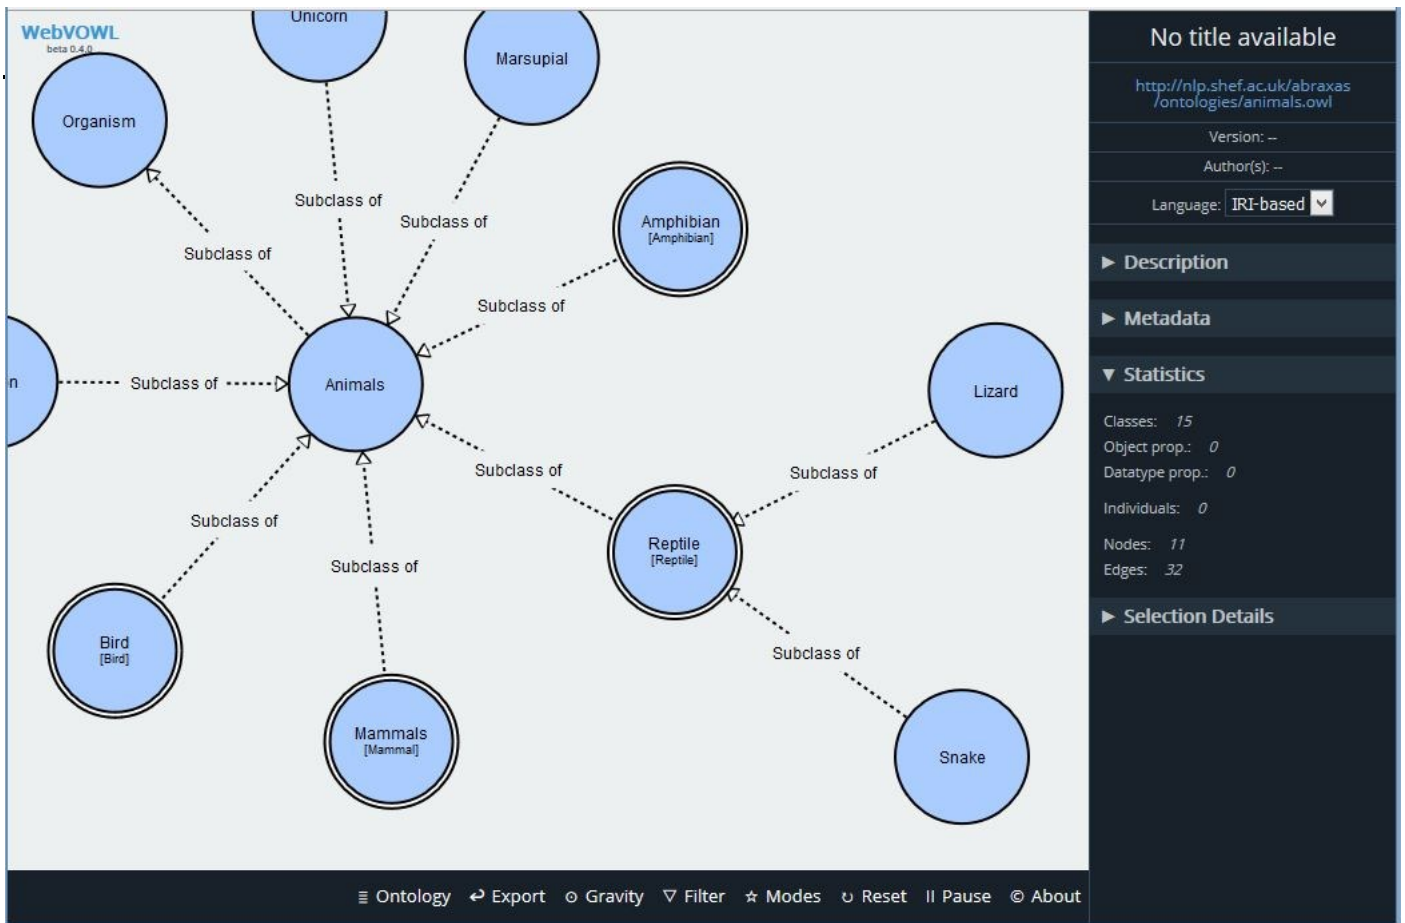 WebVOWL
beta 0.4.0
Unicorn
Marsupial
Organism
Subclass of
Subclass of
Amphibian
[Amphibian]
Subclass of
Subclass of
n
Subclass of
Animals
Lizard
Subclass of
Subclass of
Subclass of
Reptile
[Reptile]
Subclass of
Bird
[Bird]
Subclass of
Mammals
[Mammal]
Snake
No title available
http://nlp.shef.ac.uk/abraxas
/ontologies/animals.owl
Version: --
Author(s): --
Language: IRI-based
► Description
► Metadata
▼ Statistics
Classes: 15
Object prop.: 0
Datatype prop.: 0
Individuals: 0
Nodes: 11
Edges: 32
► Selection Details
Ontology Export Gravity Filter Modes Reset Pause © About